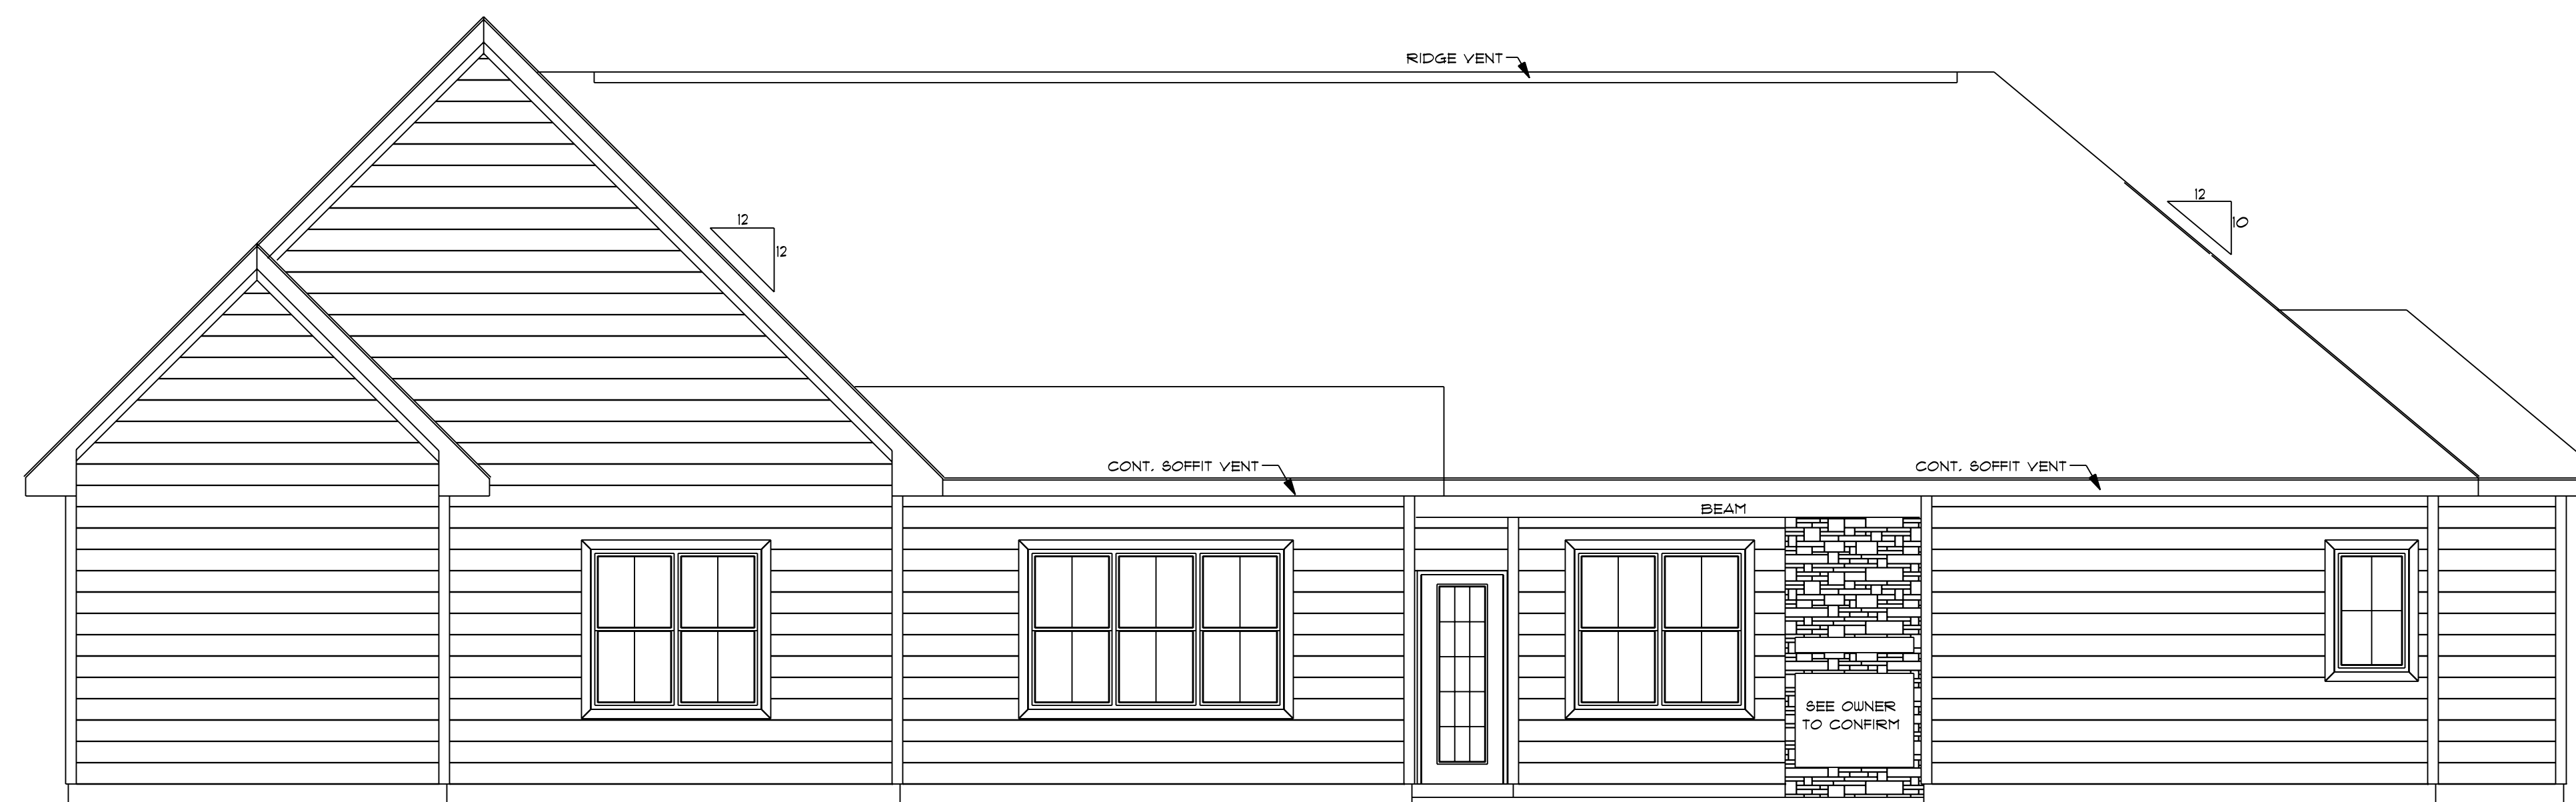 RIDGE VENT
12
10
12
12
CONT. SOFFIT VENT
CONT. SOFFIT VENT
BEAM
SEE OWNER
TO CONFIRM